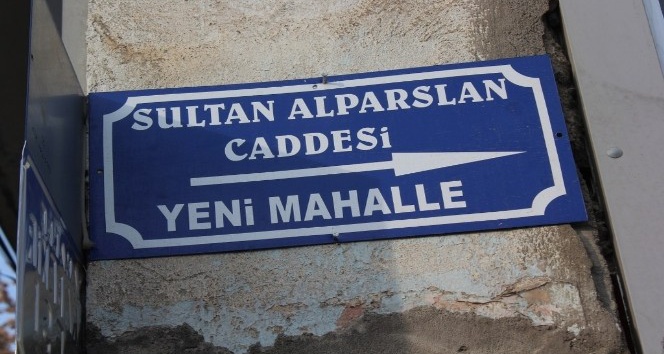 SULTAN ALPARSLAN
CADDESi
YENi MAHALLE